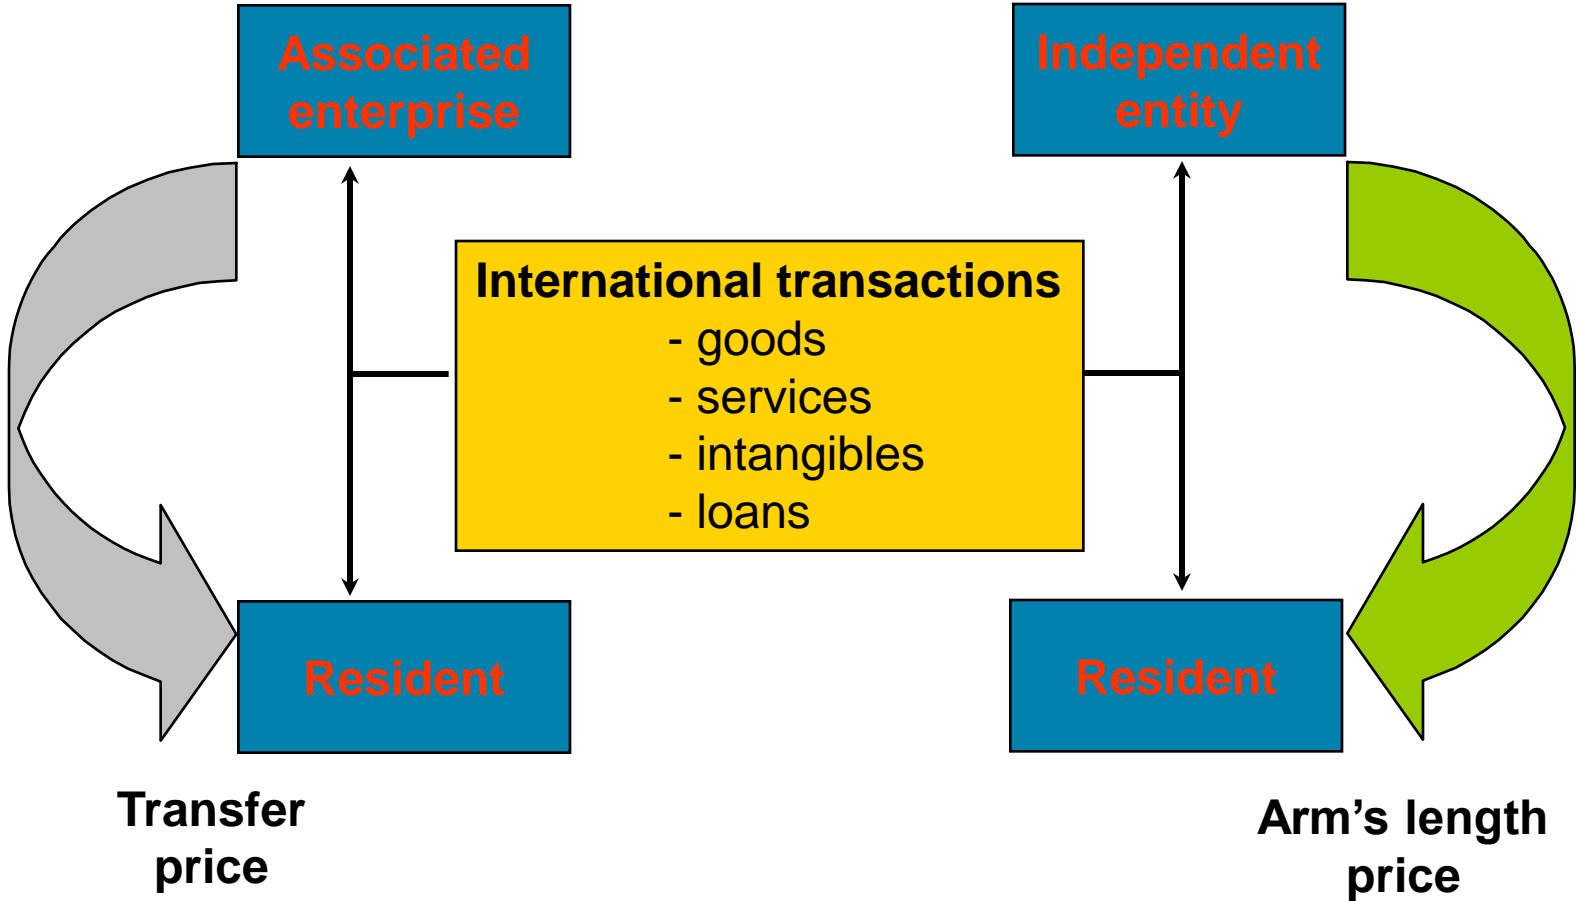 Associated
enterprise
Independent
entity
International transactions
- goods
- services
- intangibles
- loans
Resident
Resident
Transfer
price
Arm’s length
price